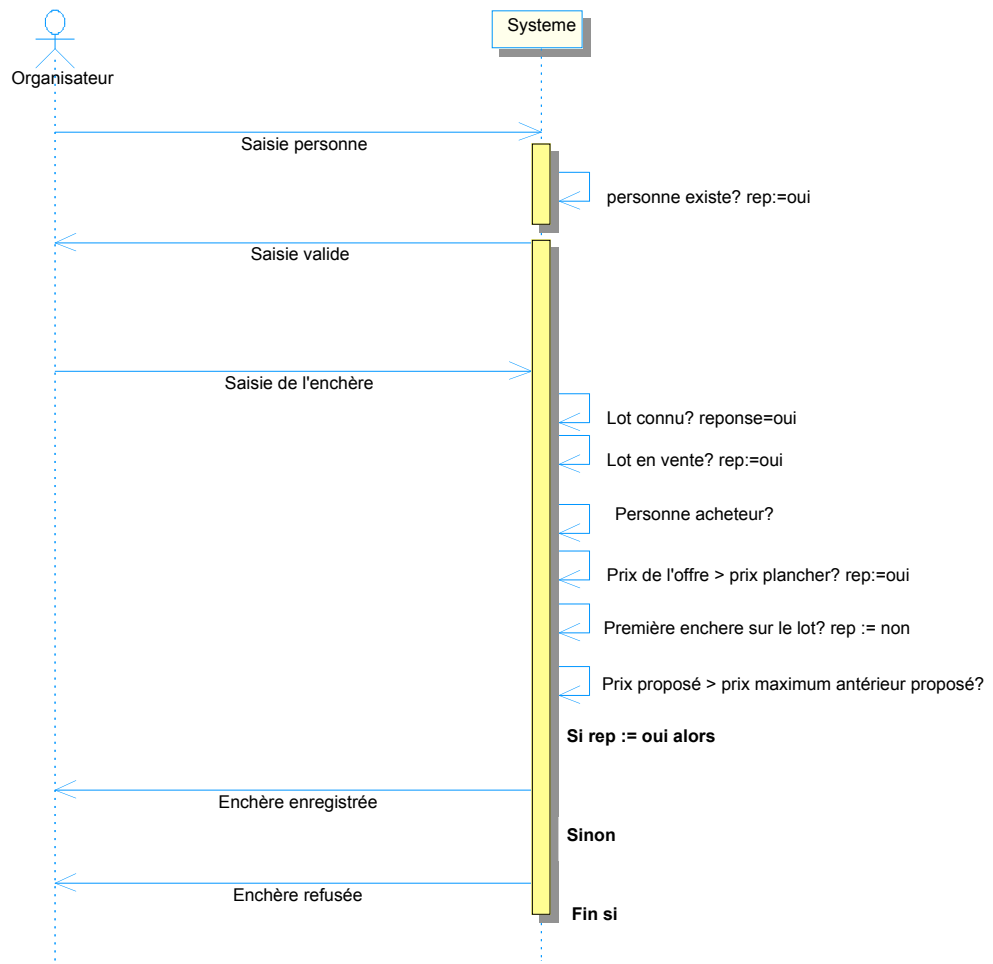 Systeme
Organisateur
Saisie personne
personne existe? rep:=oui
Saisie valide
Saisie de l'enchère
Lot connu? reponse=oui
Lot en vente? rep:=oui
Personne acheteur?
Prix de l'offre > prix plancher? rep:=oui
Première enchere sur le lot? rep := non
Prix proposé > prix maximum antérieur proposé?
Si rep := oui alors
Enchère enregistrée
Sinon
Enchère refusée
Fin si